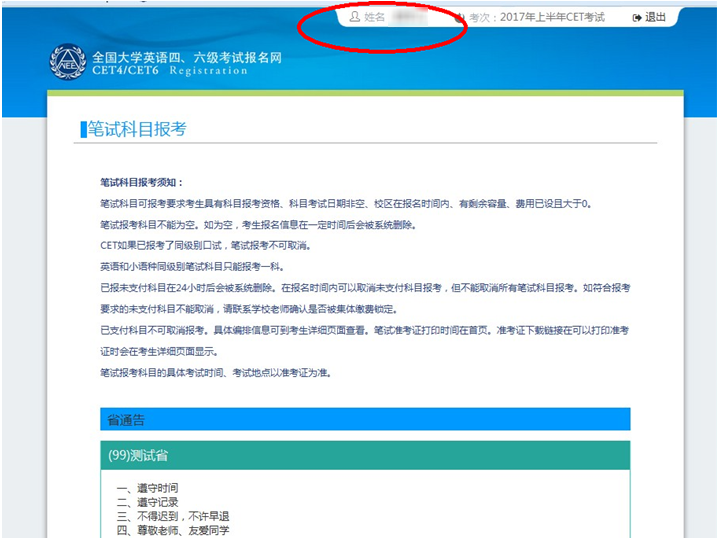 姓名
考次：2017年上半年CET考试
退出
全国大学英语四、六级考试报名网
CET4/CET6 Registration
NEEA
笔试科目报考
笔试科目报考须知：
笔试科目可报考要求考生具有科目报考资格、科目考试日期非空、校区在报名时间内、有剩余容量、费用已设且大于0。
笔试报考科目不能为空。如为空，考生报名信息在一定时间后会被系统删除。
CET如果已报考了同级别口试，笔试报考不可取消。
英语和小语种同级别笔试科目只能报考一科。
已报未支付科目在24小时后会被系统删除。在报名时间内可以取消未支付科目报考，但不能取消所有笔试科目报考。如符合报考
要求的未支付科目不能取消，请联系学校老师确认是否被集体缴费锁定。
已支付科目不可取消报考。具体编排信息可到考生详细页面查看。笔试准考证打印时间在首页。准考证下载链接在可以打印准考
证时会在考生详细页面显示。
笔试报考科目的具体考试时间、考试地点以准考证为准。
省通告
(99)测试省
一、遵守时间
二、遵守记录
三、不得迟到，不许早退
四、尊敬老师、友爱同学